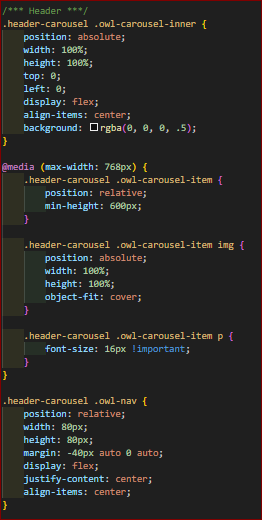 /*** Header ***/
.header-carousel .owl-carousel-inner {
    position: absolute;
    width: 100%;
    height: 100%;
    top: 0;
    left: 0;
    display: flex;
    align-items: center;
    background: rgba(0, 0, 0, .5);
}

@media (max-width: 768px) {
    .header-carousel .owl-carousel-item {
        position: relative;
        min-height: 600px;
    }

    .header-carousel .owl-carousel-item img {
        position: absolute;
        width: 100%;
        height: 100%;
        object-fit: cover;
    }

    .header-carousel .owl-carousel-item p {
        font-size: 16px !important;
    }
}

.header-carousel .owl-nav {
    position: relative;
    width: 80px;
    height: 80px;
    margin: -40px auto 0 auto;
    display: flex;
    justify-content: center;
    align-items: center;
}